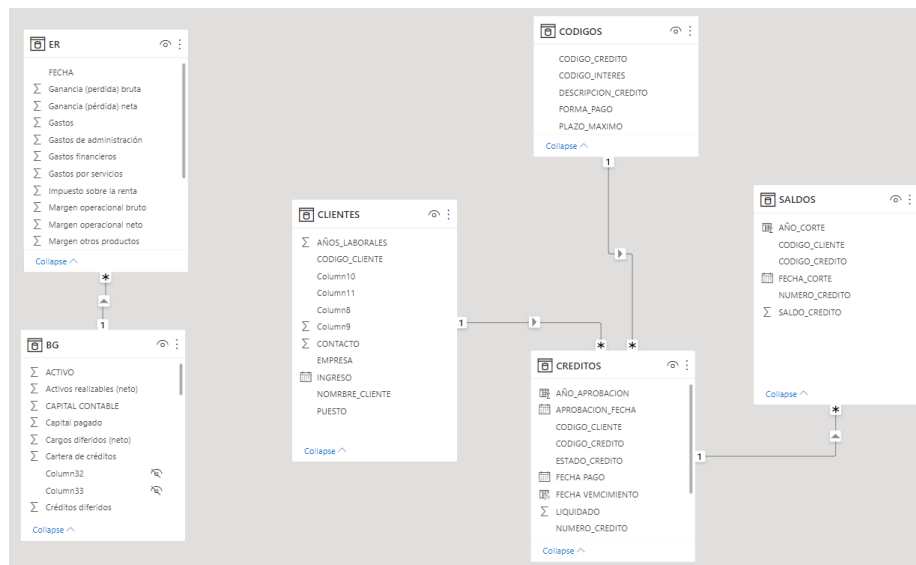 ER
FECHA
Ganancia (perdida) bruta
Ganancia (pérdida) neta
Gastos
Gastos de administración
Gastos financieros
Gastos por servicios
Impuesto sobre la renta
Margen operacional bruto
Margen operacional neto
Margen otros productos
Collapse
*
1
BG
ACTIVO
Activos realizables (neto)
CAPITAL CONTABLE
Capital pagado
Cargos diferidos (neto)
Cartera de créditos
Column32
Column33
Créditos diferidos
Collapse
CLIENTES
AÑOS_LABORALES
CODIGO_CLIENTE
Column10
Column11
Column8
Column9
CONTACTO
EMPRESA
INGRESO
NOMRBRE_CLIENTE
PUESTO
Collapse
1
*
CODIGOS
CODIGO_CREDITO
CODIGO_INTERES
DESCRIPCION_CREDITO
FORMA_PAGO
PLAZO_MAXIMO
Collapse
1
*
CREDITOS
AÑO_APROBACION
APROBACION_FECHA
CODIGO_CLIENTE
CODIGO_CREDITO
ESTADO_CREDITO
FECHA PAGO
FECHA VEMCIMIENTO
LIQUIDADO
NUMERO_CREDITO
Collapse
1
*
SALDOS
AÑO_CORTE
CODIGO_CLIENTE
CODIGO_CREDITO
FECHA_CORTE
NUMERO_CREDITO
SALDO_CREDITO
Collapse